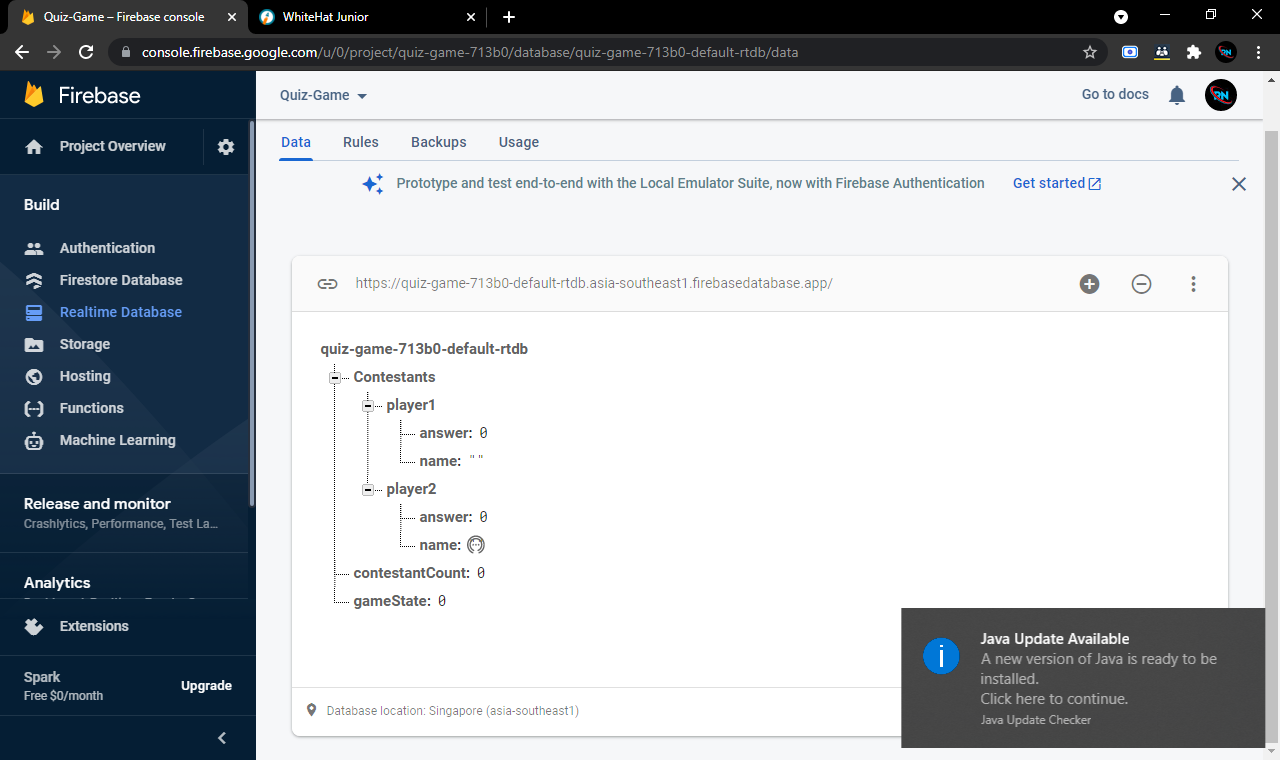 Quiz-Game – Firebase console
WhiteHat Junior
console.firebase.google.com/u/0/project/quiz-game-713b0/database/quiz-game-713b0-default-rtdb/data
Firebase
Quiz-Game
Go to docs
Project Overview
Data Rules Backups Usage
Prototype and test end-to-end with the Local Emulator Suite, now with Firebase Authentication Get started
Build
Authentication
Firestore Database
Realtime Database
Storage
Hosting
Functions
Machine Learning
Release and monitor
Crashlytics, Performance, Test La...
Analytics
Extensions
Spark
Free $0/month
Upgrade
https://quiz-game-713b0-default-rtdb.asia-southeast1.firebasedatabase.app/
quiz-game-713b0-default-rtdb
Contestants
player1
answer: 0
name: ""
player2
answer: 0
name:
contestantCount: 0
gameState: 0
Database location: Singapore (asia-southeast1)
Java Update Available
A new version of Java is ready to be
installed.
Click here to continue.
Java Update Checker